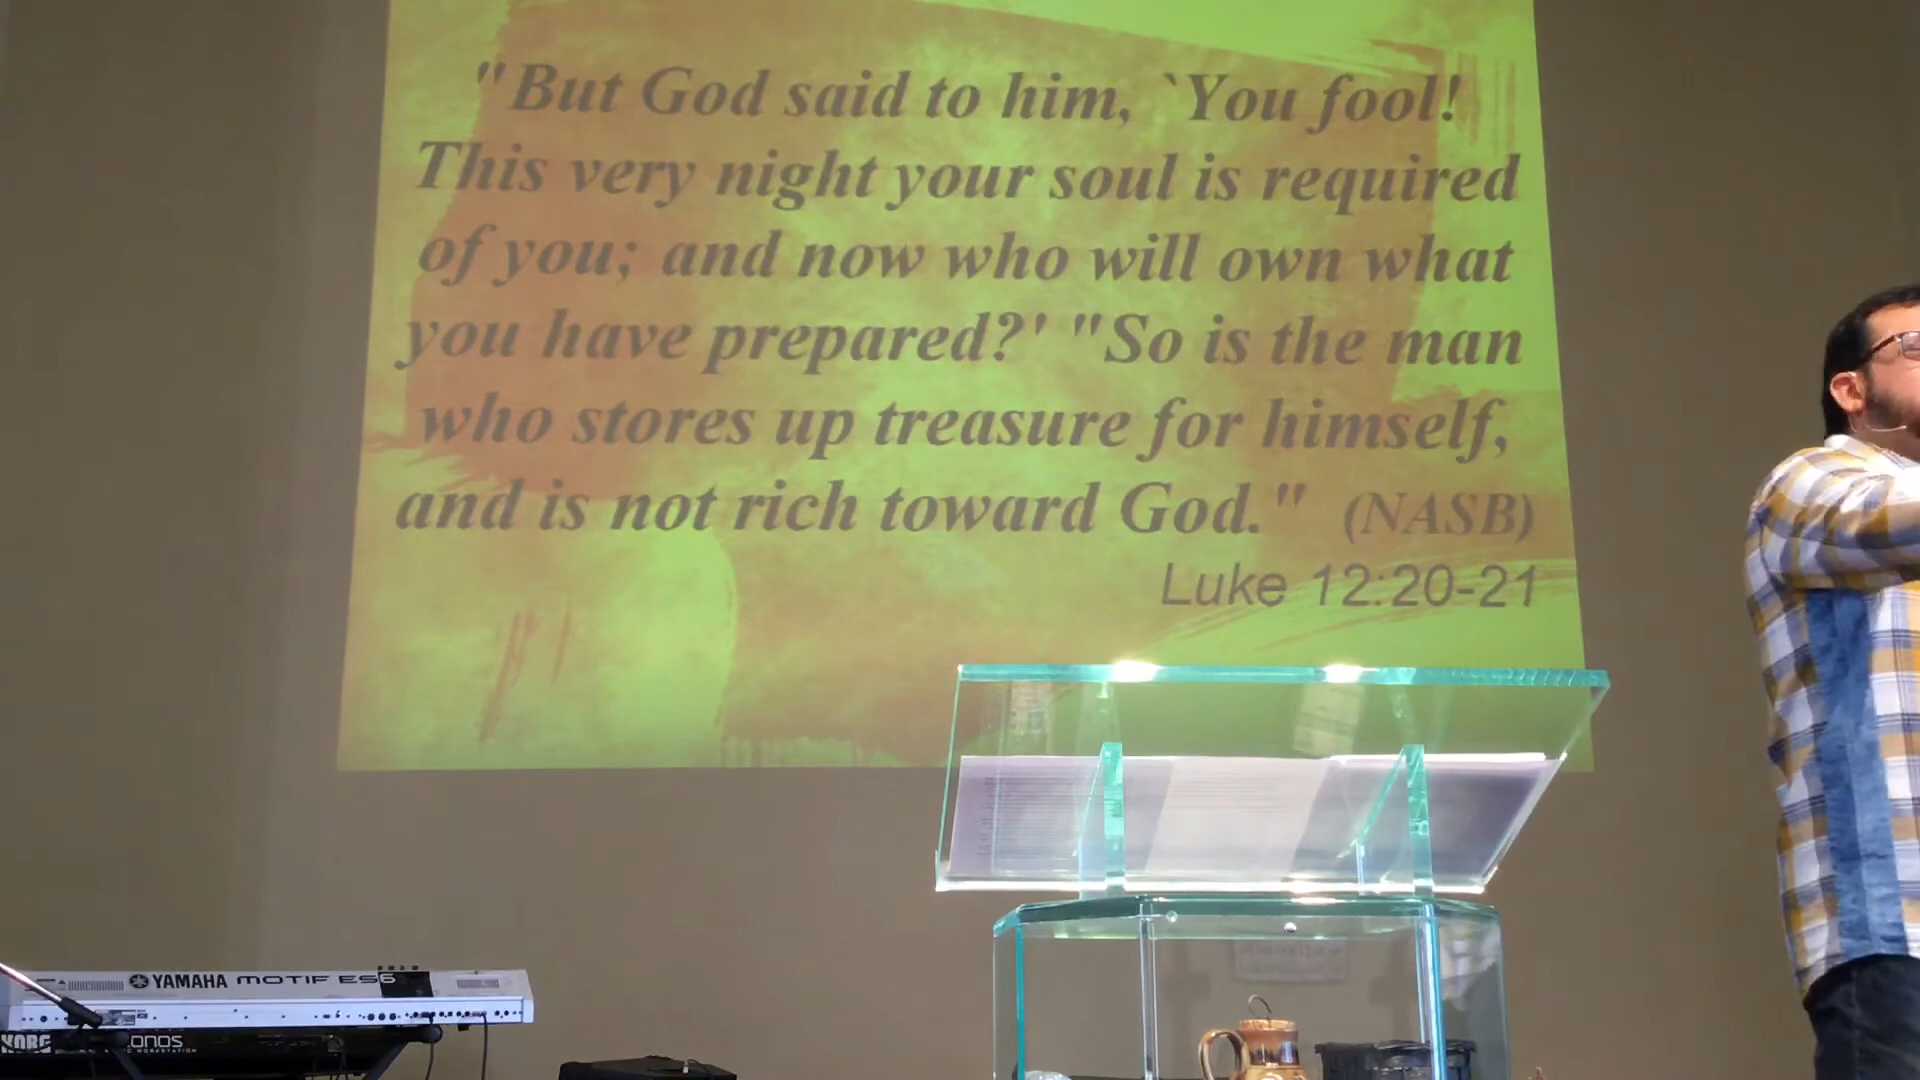 "But God said to him, `You fool!
This very night your soul is required
of you; and now who will own what
you have prepared?' "So is the man
who stores up treasure for himself,
and is not rich toward God." (NASB)
Luke 12:20-21
YAMAHA MOTIF ES6
KORG
ONOS
WORKSTATION